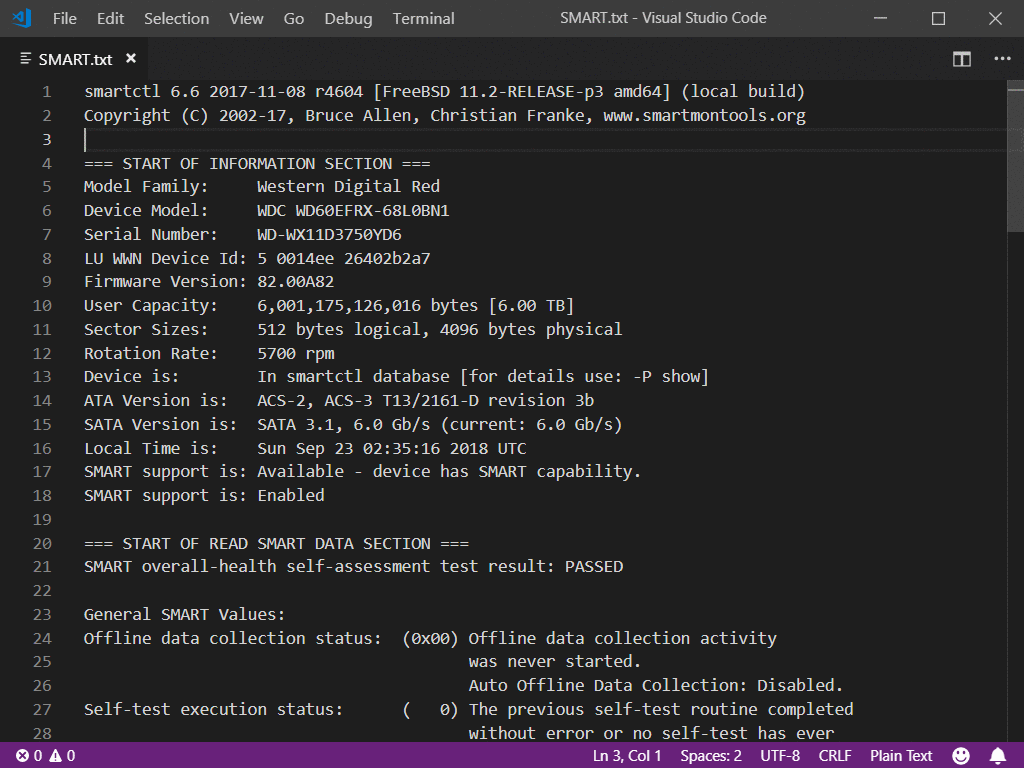 File Edit Selection View Go Debug Terminal SMART.txt - Visual Studio Code
SMART.txt
1 smartctl 6.6 2017-11-08 r4604 [FreeBSD 11.2-RELEASE-p3 amd64] (local build)
2 Copyright (C) 2002-17, Bruce Allen, Christian Franke, www.smartmontools.org
3
4 === START OF INFORMATION SECTION ===
5 Model Family: Western Digital Red
6 Device Model: WDC WD60EFRX-68L0BN1
7 Serial Number: WD-WX11D3750YD6
8 LU WWN Device Id: 5 0014ee 26402b2a7
9 Firmware Version: 82.00A82
10 User Capacity: 6,001,175,126,016 bytes [6.00 TB]
11 Sector Sizes: 512 bytes logical, 4096 bytes physical
12 Rotation Rate: 5700 rpm
13 Device is: In smartctl database [for details use: -P show]
14 ATA Version is: ACS-2, ACS-3 T13/2161-D revision 3b
15 SATA Version is: SATA 3.1, 6.0 Gb/s (current: 6.0 Gb/s)
16 Local Time is: Sun Sep 23 02:35:16 2018 UTC
17 SMART support is: Available - device has SMART capability.
18 SMART support is: Enabled
19
20 === START OF READ SMART DATA SECTION ===
21 SMART overall-health self-assessment test result: PASSED
22
23 General SMART Values:
24 Offline data collection status: (0x00) Offline data collection activity
25 was never started.
26 Auto Offline Data Collection: Disabled.
27 Self-test execution status: ( 0) The previous self-test routine completed
28 without error or no self-test has ever
0 0 Ln 3, Col 1 Spaces: 2 UTF-8 CRLF Plain Text